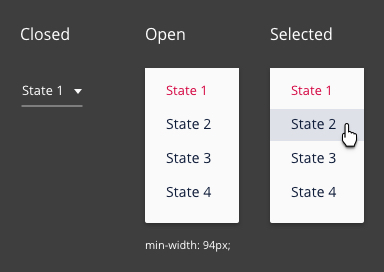 Closed
Open
Selected
State 1
State 1
State 2
State 3
State 4
State 1
State 2
State 3
State 4
min-width: 94px;